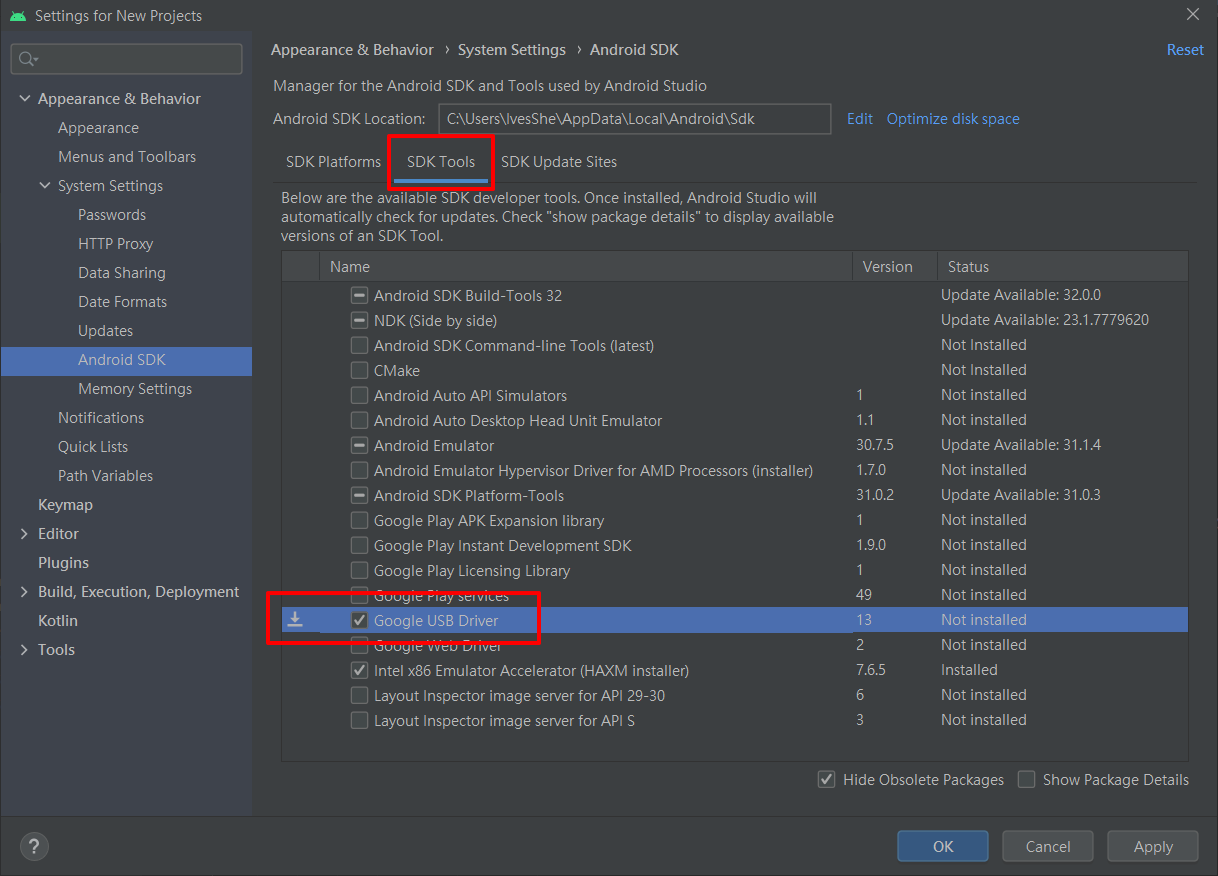 Settings for New Projects
Appearance & Behavior
Appearance
Menus and Toolbars
System Settings
Passwords
HTTP Proxy
Data Sharing
Date Formats
Updates
Android SDK
Memory Settings
Notifications
Quick Lists
Path Variables
Keymap
Editor
Plugins
Build, Execution, Deployment
Kotlin
Tools
Appearance & Behavior › System Settings › Android SDK Reset
Manager for the Android SDK and Tools used by Android Studio
Android SDK Location: C:\Users\IvesShe\AppData\Local\Android\Sdk Edit Optimize disk space
SDK Platforms SDK Tools SDK Update Sites
Below are the available SDK developer tools. Once installed, Android Studio will
automatically check for updates. Check "show package details" to display available
versions of an SDK Tool.
Name Version Status
Android SDK Build-Tools 32 Update Available: 32.0.0
NDK (Side by side) Update Available: 23.1.7779620
Android SDK Command-line Tools (latest) Not Installed
CMake Not Installed
Android Auto API Simulators 1 Not installed
Android Auto Desktop Head Unit Emulator 1.1 Not installed
Android Emulator 30.7.5 Update Available: 31.1.4
Android Emulator Hypervisor Driver for AMD Processors (installer) 1.7.0 Not installed
Android SDK Platform-Tools 31.0.2 Update Available: 31.0.3
Google Play APK Expansion library 1 Not installed
Google Play Instant Development SDK 1.9.0 Not installed
Google Play Licensing Library 1 Not installed
Google Play services 49 Not installed
Google USB Driver 13 Not installed
Google Web Driver 2 Not installed
Intel x86 Emulator Accelerator (HAXM installer) 7.6.5 Installed
Layout Inspector image server for API 29-30 6 Not installed
Layout Inspector image server for API S 3 Not installed
Hide Obsolete Packages Show Package Details
? OK Cancel Apply